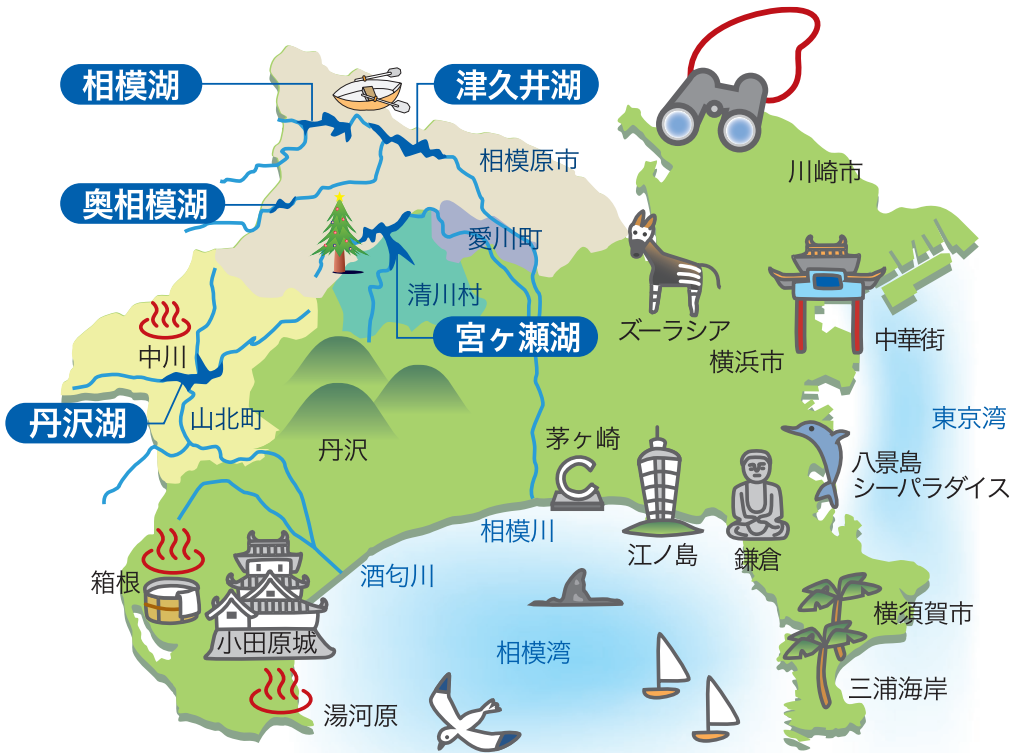 相模湖
津久井湖
相模原市
川崎市
奥相模湖
愛川町
清川村
宮ヶ瀬湖
ズーラシア
横浜市
中華街
中川
丹沢湖
山北町
丹沢
茅ヶ崎
東京湾
八景島
シーパラダイス
相模川
江ノ島
鎌倉
酒匂川
箱根
小田原城
相模湾
横須賀市
三浦海岸
湯河原